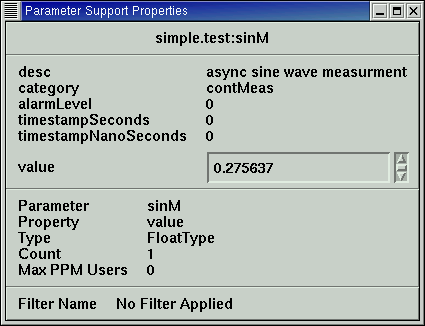 Parameter Support Properties
simple.test:sinM
desc async sine wave measurment
category contMeas
alarmLevel 0
timestampSeconds 0
timestampNanoSeconds 0
value 0.275637
Parameter sinM
Property value
Type FloatType
Count 1
Max PPM Users 0
Filter Name No Filter Applied